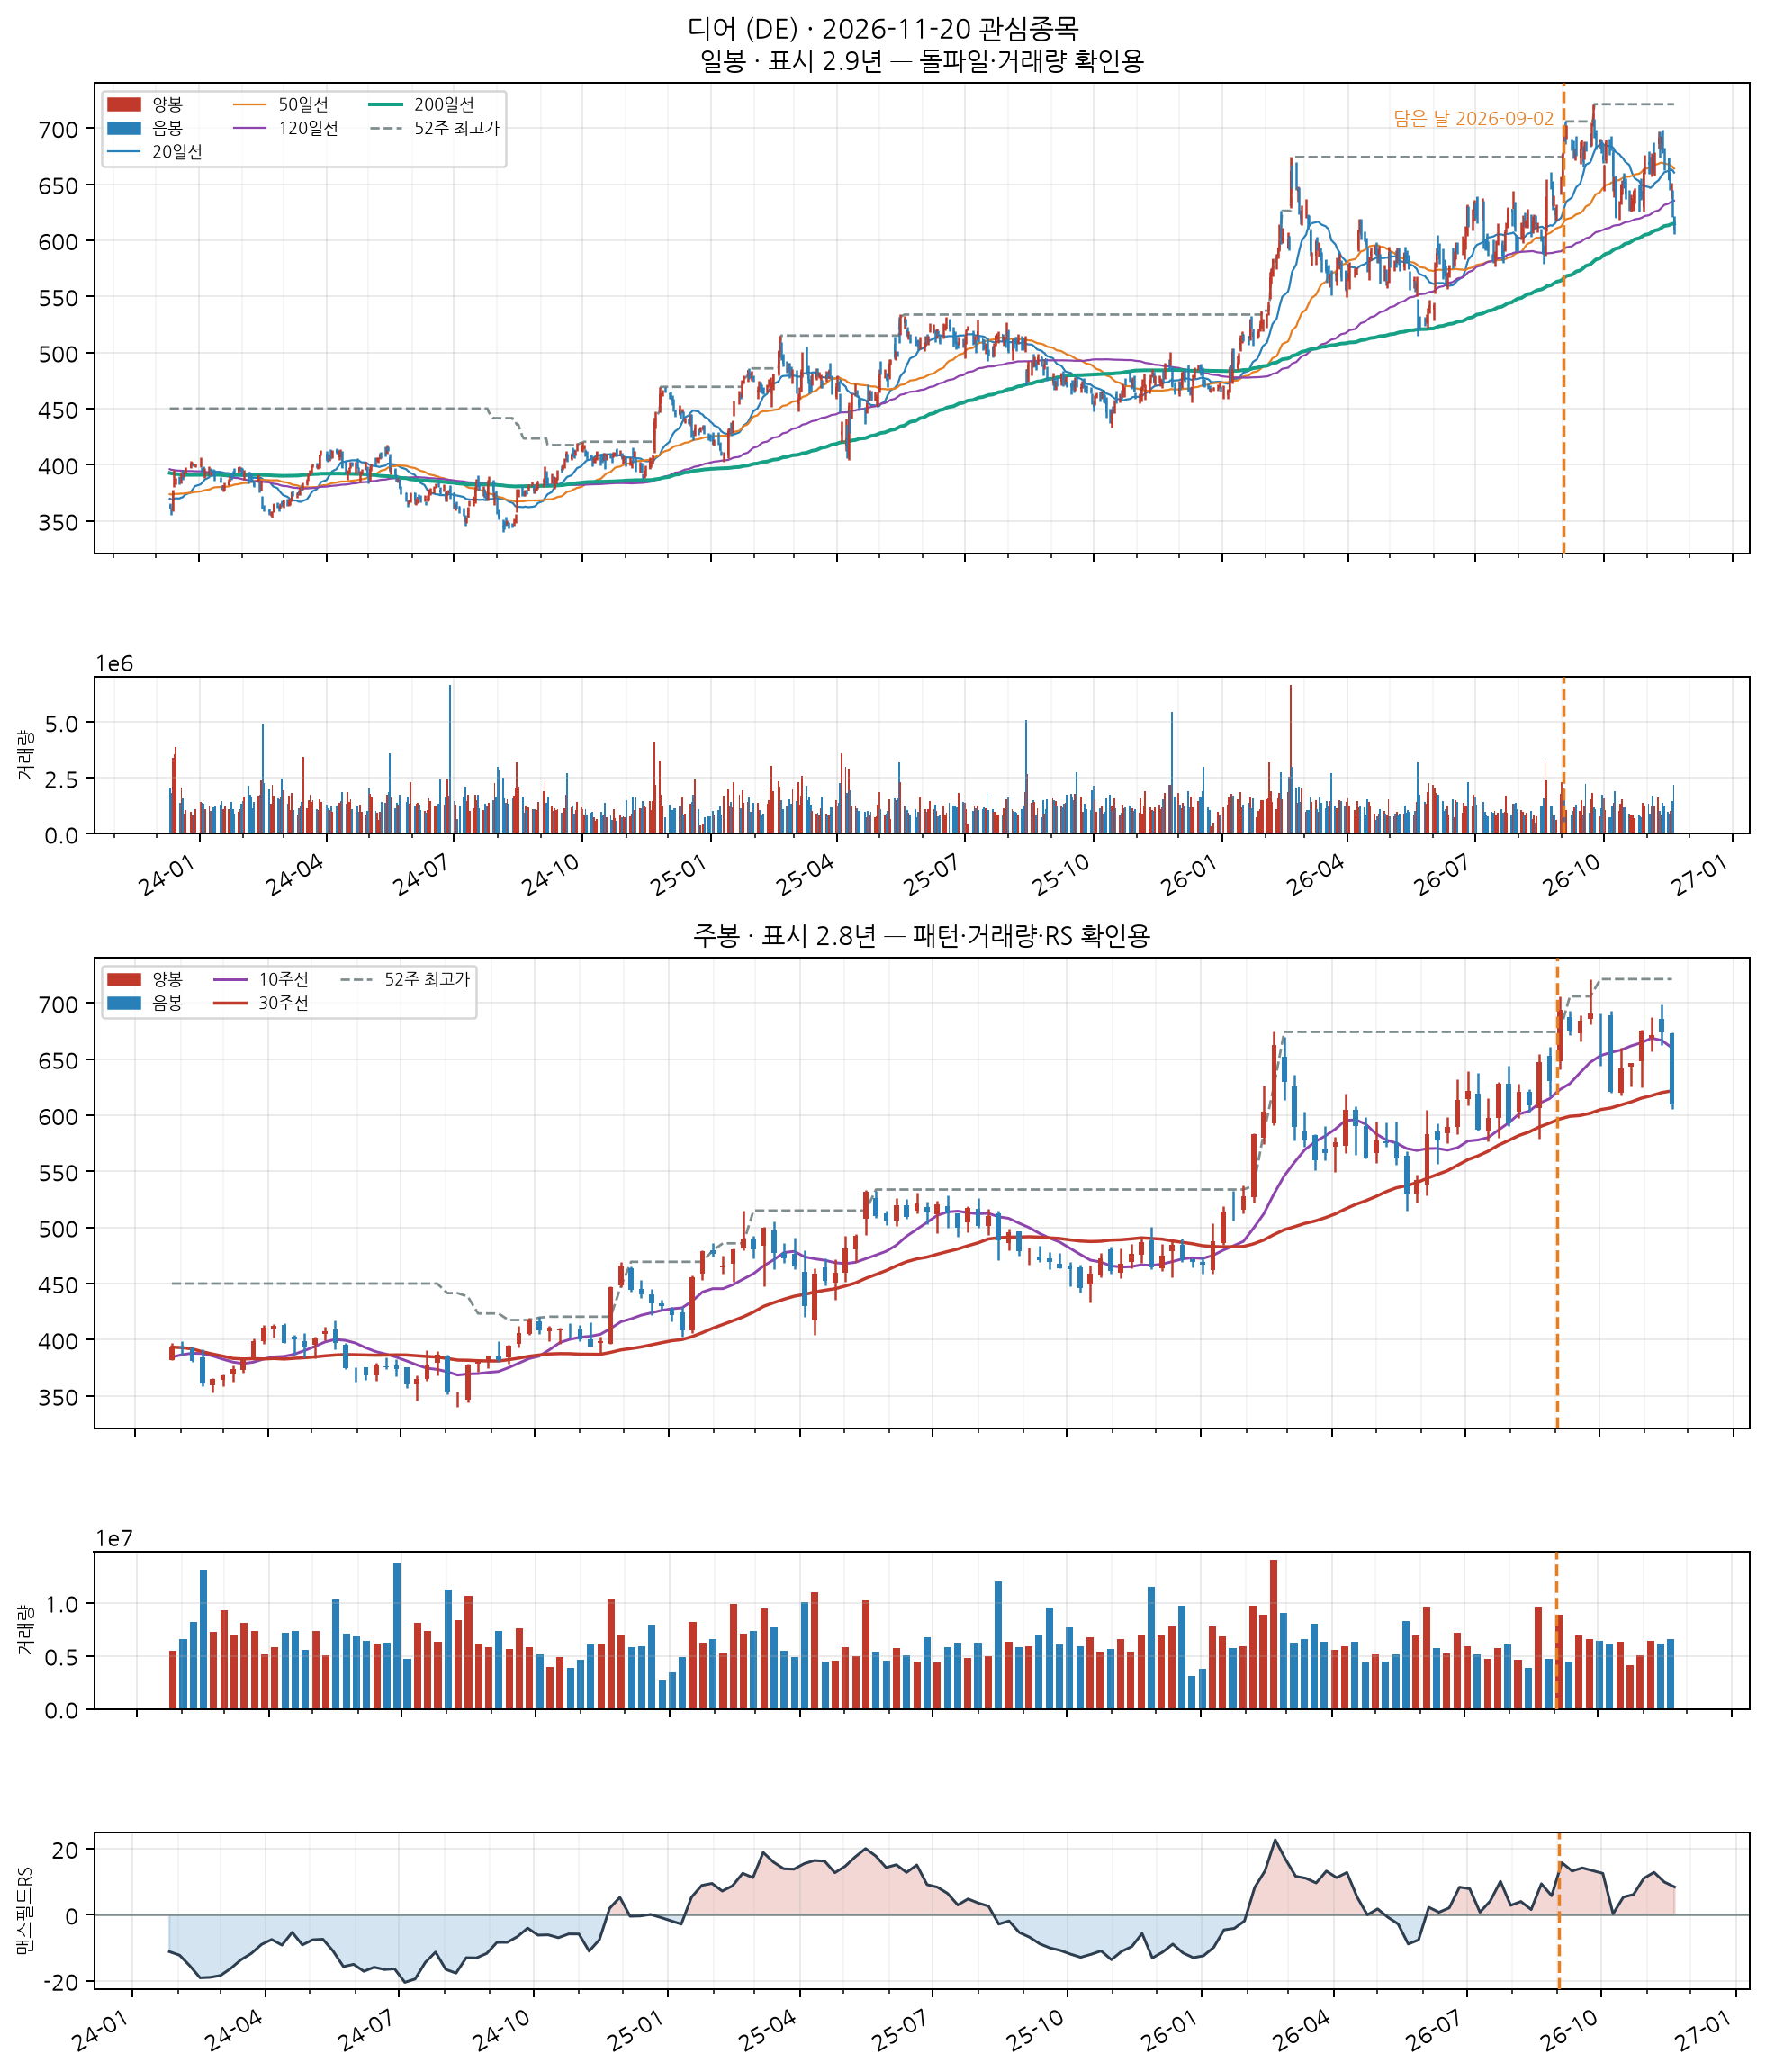 디어 (DE) · 2026-11-20 관심종목
일봉 · 표시 2.9년 — 돌파일·거래량 확인용
양봉 50일선 200일선
음봉 120일선 52주 최고가
20일선
담은 날 2026-09-02
700
650
600
550
500
450
400
350
1e6
거래량
5.0
2.5
0.0
24-01 24-04 24-07 24-10 25-01 25-04 25-07 25-10 26-01 26-04 26-07 26-10 27-01
주봉 · 표시 2.8년 — 패턴·거래량·RS 확인용
양봉 10주선 52주 최고가
음봉 30주선
700
650
600
550
500
450
400
350
1e7
거래량
1.0
0.5
0.0
맨스필드RS
20
0
-20
24-01 24-04 24-07 24-10 25-01 25-04 25-07 25-10 26-01 26-04 26-07 26-10 27-01